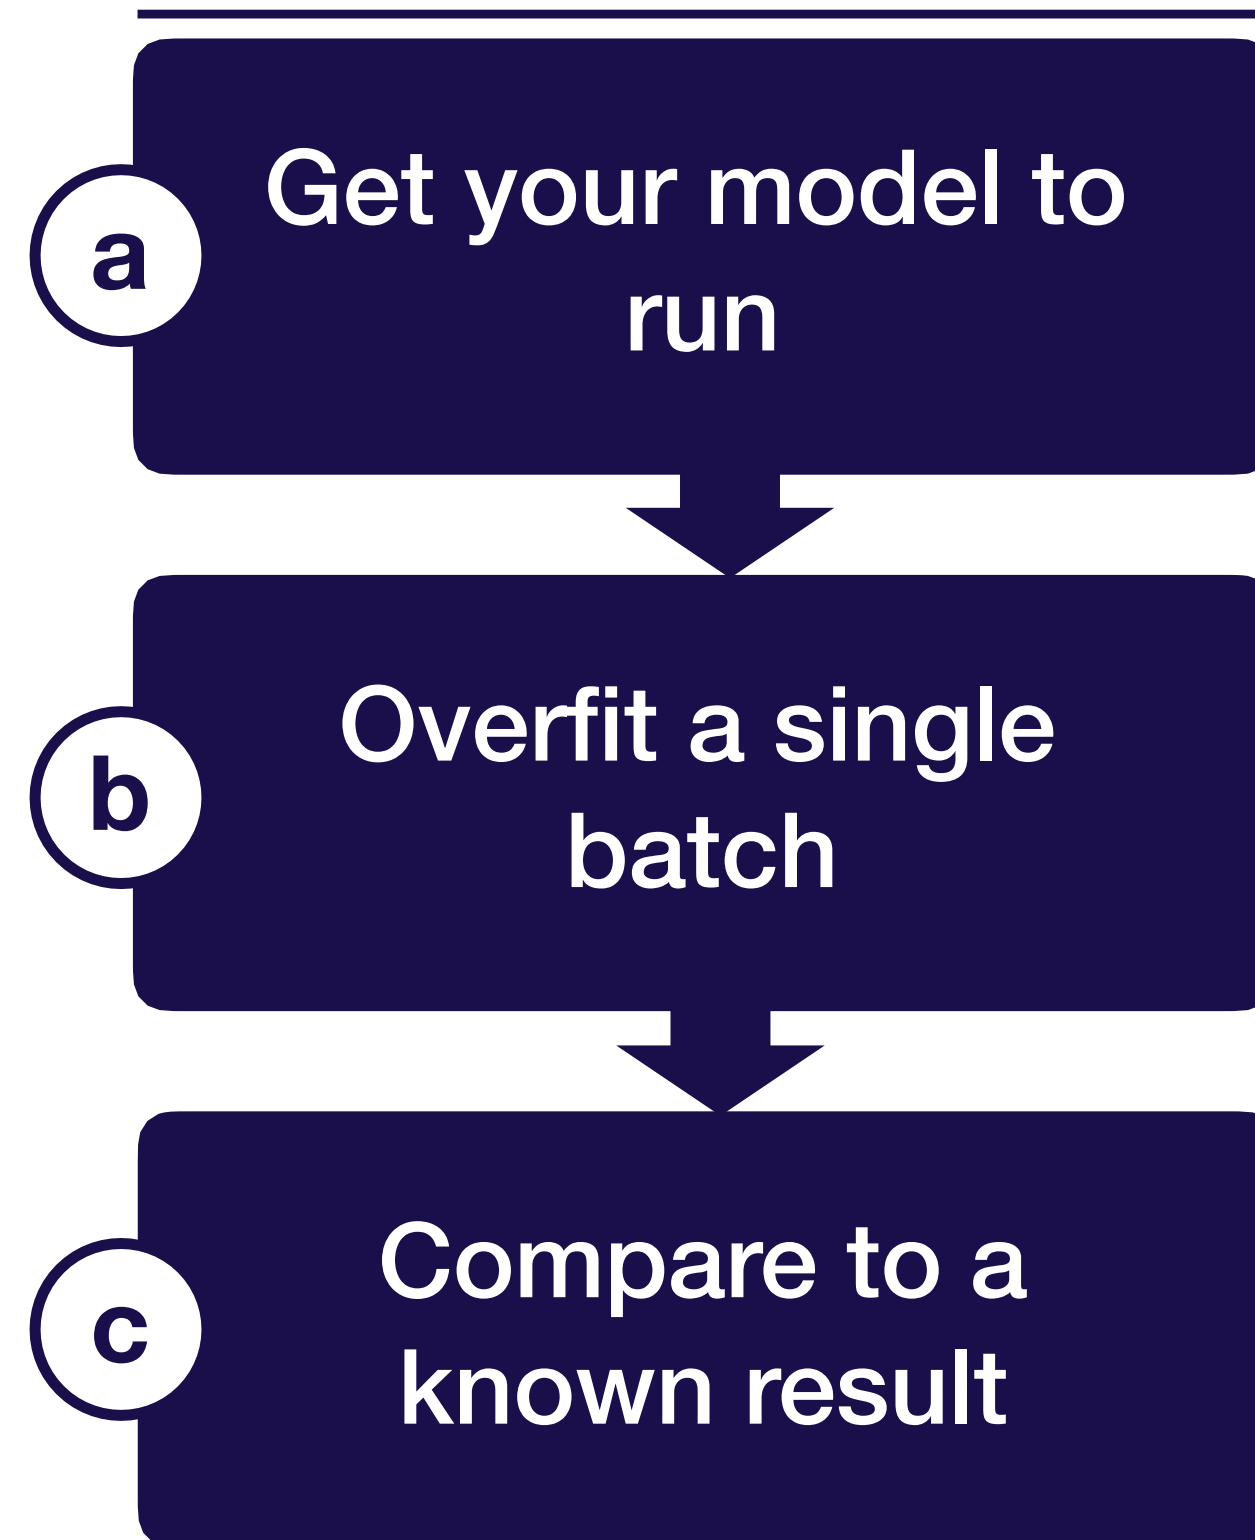 a
Get your model to
run
b
Overfit a single
batch
c
Compare to a
known result